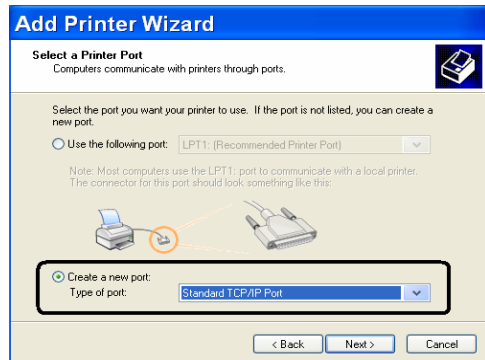 Add Printer Wizard
Select a Printer Port
Computers communicate with printers through ports.
Select the port you want your printer to use. If the port is not listed, you can create a
new port.
Use the following port: LPT1: (Recommended Printer Port)
Note: Most computers use the LPT1: port to communicate with a local printer.
The connector for this port should look something like this:
Create a new port:
Type of port: Standard TCP/IP Port
< Back Next > Cancel